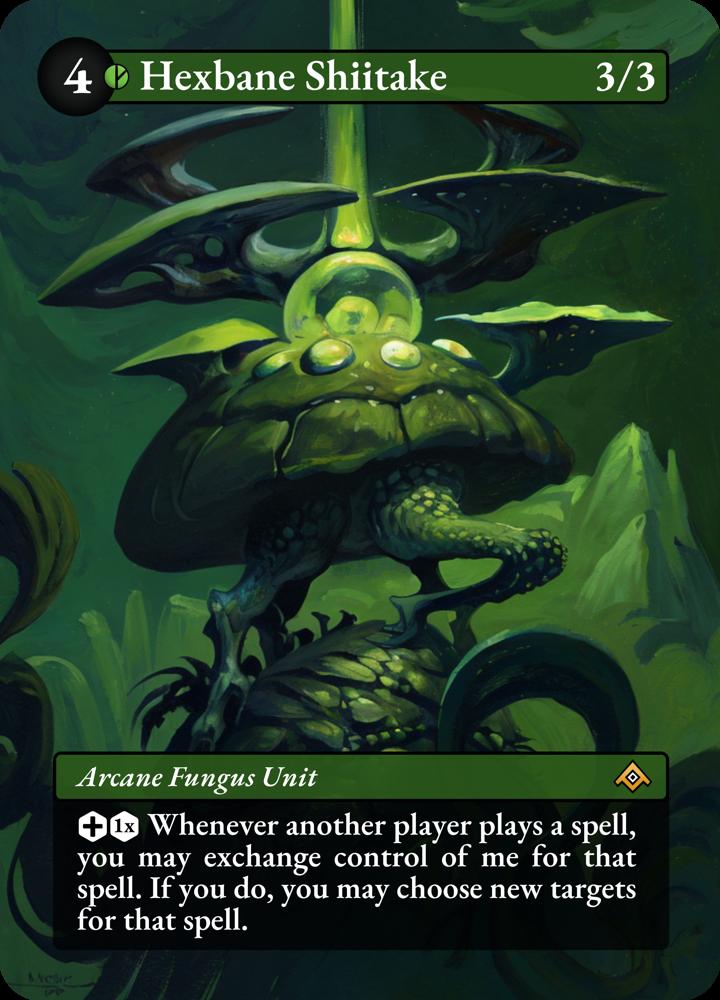 4 Hexbane Shiitake 3/3
Arcane Fungus Unit
1x Whenever another player plays a spell,
you may exchange control of me for that
spell. If you do, you may choose new targets
for that spell.